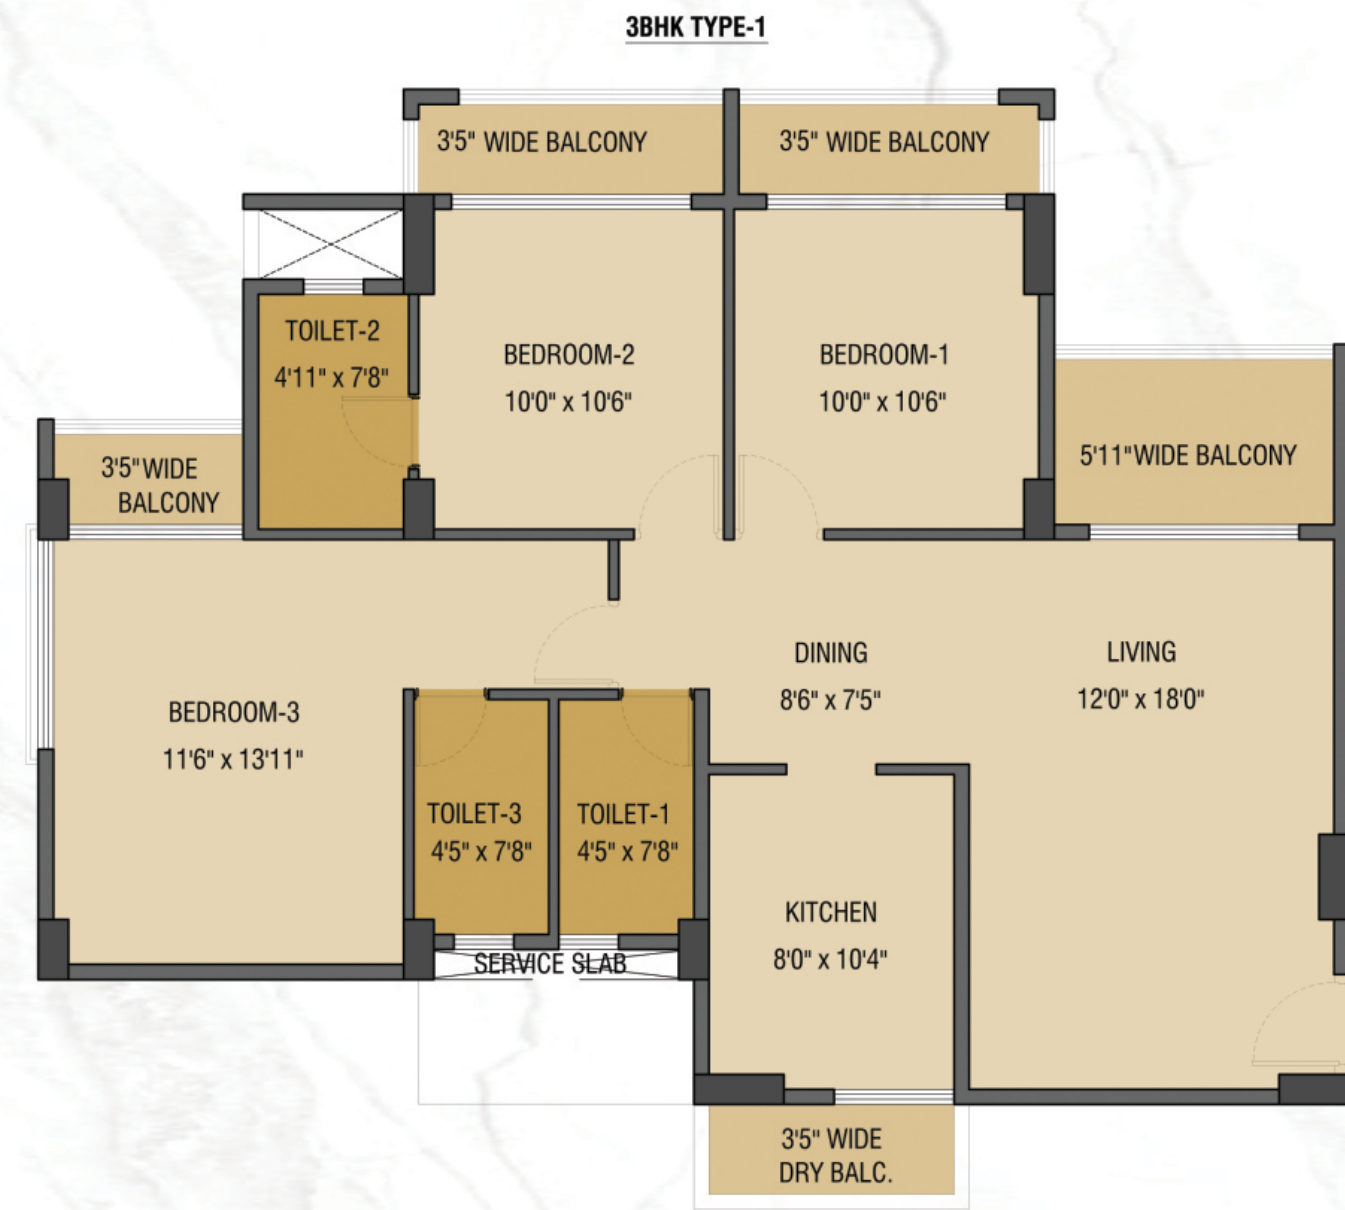 3BHK TYPE-1
3'5" WIDE BALCONY
3'5" WIDE BALCONY
TOILET-2
4'11" x 7'8"
BEDROOM-2
10'0" x 10'6"
BEDROOM-1
10'0" x 10'6"
5'11"WIDE BALCONY
3'5"WIDE
BALCONY
DINING
8'6" x 7'5"
LIVING
12'0" x 18'0"
BEDROOM-3
11'6" x 13'11"
TOILET-3
4'5" x 7'8"
TOILET-1
4'5" x 7'8"
KITCHEN
8'0" x 10'4"
SERVICE SLAB
3'5" WIDE
DRY BALC.